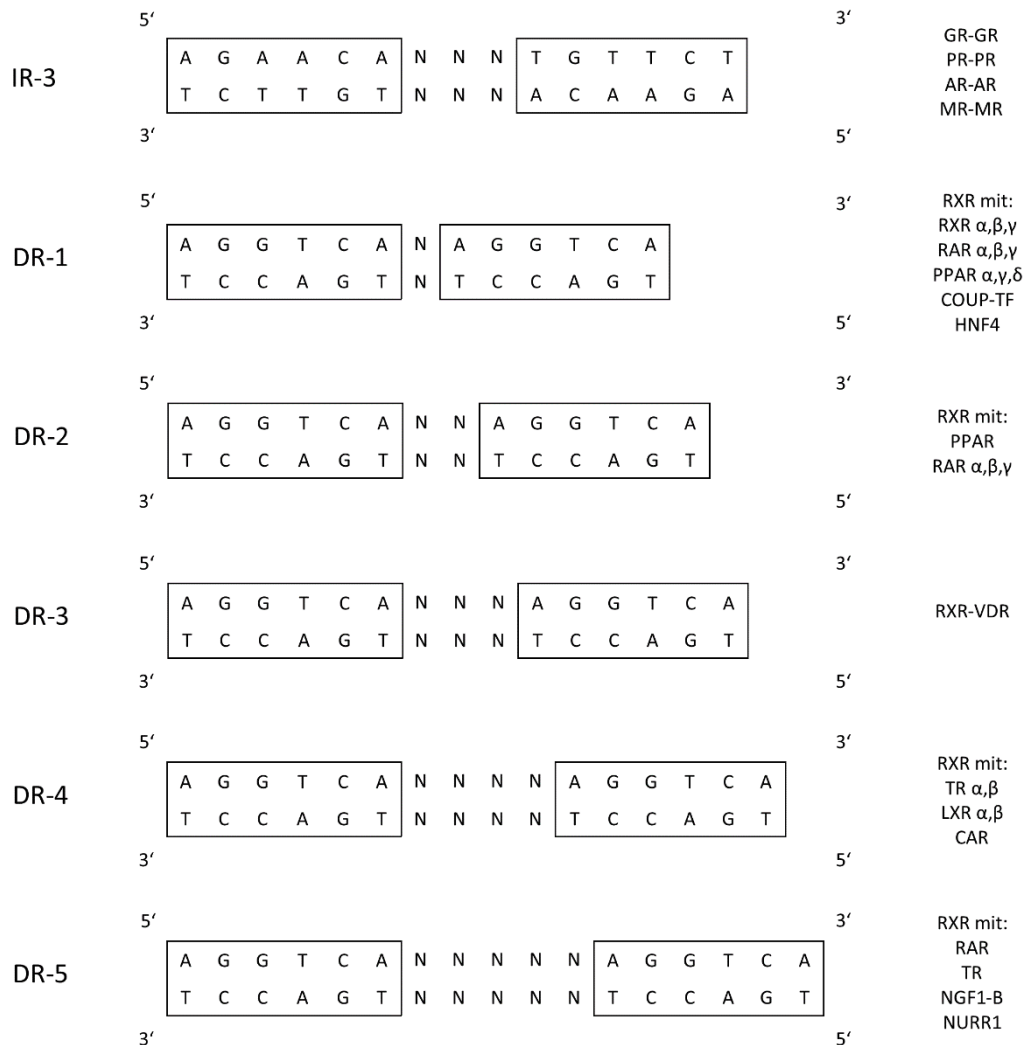 5‘ 3‘
IR-3
A G A A C A N N N T G T T C T
T C T T G T N N N A C A A G A
3‘ 5‘
GR-GR
PR-PR
AR-AR
MR-MR
5‘ 3‘
DR-1
A G G T C A N A G G T C A
T C C A G T N T C C A G T
3‘ 5‘
RXR mit:
RXR α,β,γ
RAR α,β,γ
PPAR α,γ,δ
COUP-TF
HNF4
5‘ 3‘
DR-2
A G G T C A N N A G G T C A
T C C A G T N N T C C A G T
3‘ 5‘
RXR mit:
PPAR
RAR α,β,γ
5‘ 3‘
DR-3
A G G T C A N N N A G G T C A
T C C A G T N N N T C C A G T
3‘ 5‘
RXR-VDR
5‘ 3‘
DR-4
A G G T C A N N N N A G G T C A
T C C A G T N N N N T C C A G T
3‘ 5‘
RXR mit:
TR α,β
LXR α,β
CAR
5‘ 3‘
DR-5
A G G T C A N N N N N A G G T C A
T C C A G T N N N N N T C C A G T
3‘ 5‘
RXR mit:
RAR
TR
NGF1-B
NURR1